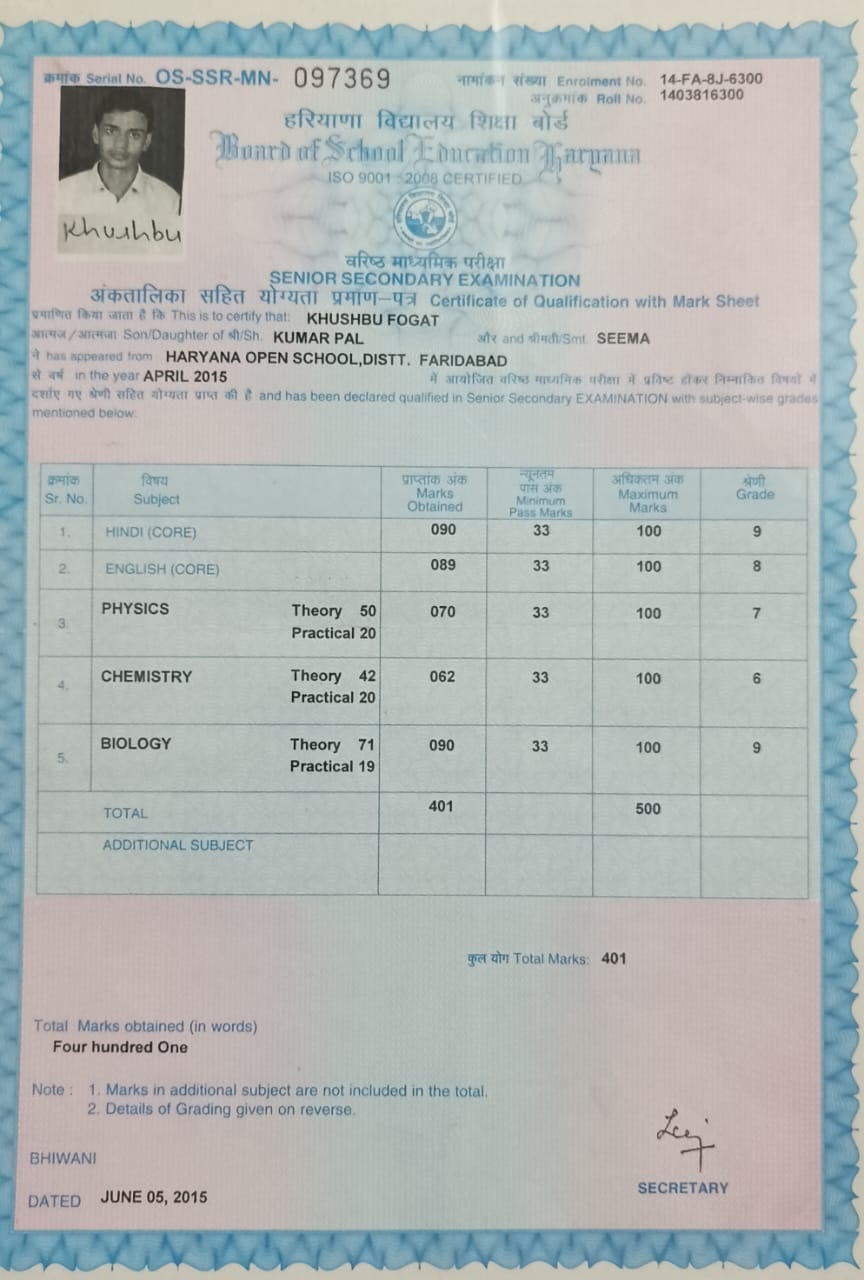 क्रमांक Serial No. OS-SSR-MN- 097369
नामांकन संख्या Enrolment No. 14-FA-8J-6300
अनुक्रमांक Roll No. 1403816300
Khushbu
हरियाणा विद्यालय शिक्षा बोर्ड
Board of School Education Haryana
ISO 9001 : 2008 CERTIFIED
वरिष्ठ माध्यमिक परीक्षा
SENIOR SECONDARY EXAMINATION
अंकतालिका सहित योग्यता प्रमाण-पत्र Certificate of Qualification with Mark Sheet
प्रमाणित किया जाता है कि This is to certify that: KHUSHBU FOGAT
आत्मज/आत्मजा Son/Daughter of श्री/Sh. KUMAR PAL और and श्रीमती/Smt. SEEMA
ने has appeared from HARYANA OPEN SCHOOL,DISTT. FARIDABAD
से वर्ष in the year APRIL 2015 में आयोजित वरिष्ठ माध्यमिक परीक्षा में प्रविष्ट होकर निम्नांकित विषयों में
दर्शाए गए श्रेणी सहित योग्यता प्राप्त की है and has been declared qualified in Senior Secondary EXAMINATION with subject-wise grades
mentioned below.
क्रमांक Sr. No. विषय Subject प्राप्तांक अंक Marks Obtained न्यूनतम पास अंक Minimum Pass Marks अधिकतम अंक Maximum Marks श्रेणी Grade
1. HINDI (CORE) 090 33 100 9
2. ENGLISH (CORE) 089 33 100 8
3. PHYSICS Theory 50 070 33 100 7
Practical 20
4. CHEMISTRY Theory 42 062 33 100 6
Practical 20
5. BIOLOGY Theory 71 090 33 100 9
Practical 19
TOTAL 401 500
ADDITIONAL SUBJECT
कुल योग Total Marks: 401
Total Marks obtained (in words)
Four hundred One
Note : 1. Marks in additional subject are not included in the total.
2. Details of Grading given on reverse.
BHIWANI
DATED JUNE 05, 2015
SECRETARY